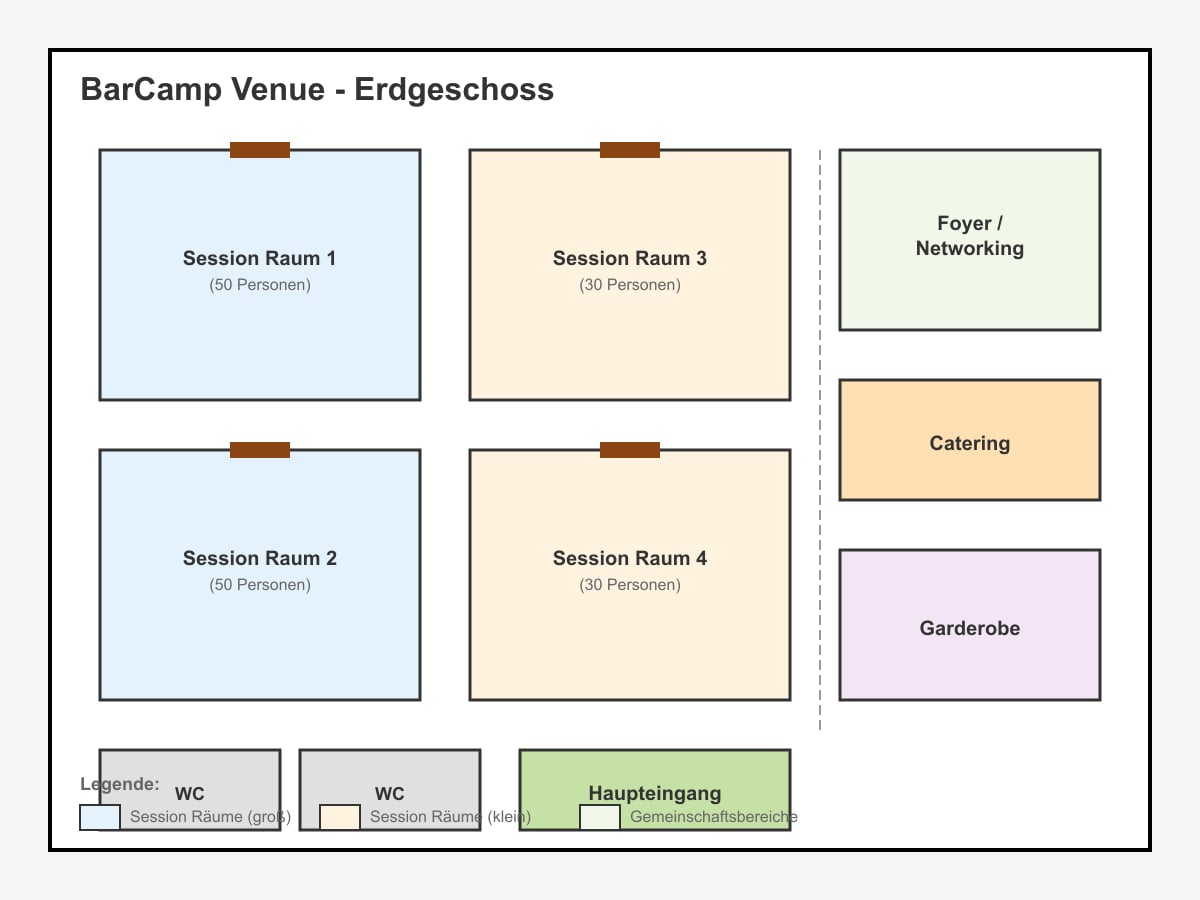 BarCamp Venue - Erdgeschoss
Session Raum 1
(50 Personen)
Session Raum 3
(30 Personen)
Foyer /
Networking
Catering
Session Raum 2
(50 Personen)
Session Raum 4
(30 Personen)
Garderobe
WC
WC
Haupteingang
Legende:
Session Räume (groß)
Session Räume (klein)
Gemeinschaftsbereiche